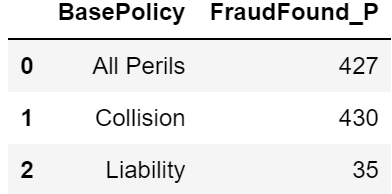 BasePolicy FraudFound_P
0 All Perils 427
1 Collision 430
2 Liability 35